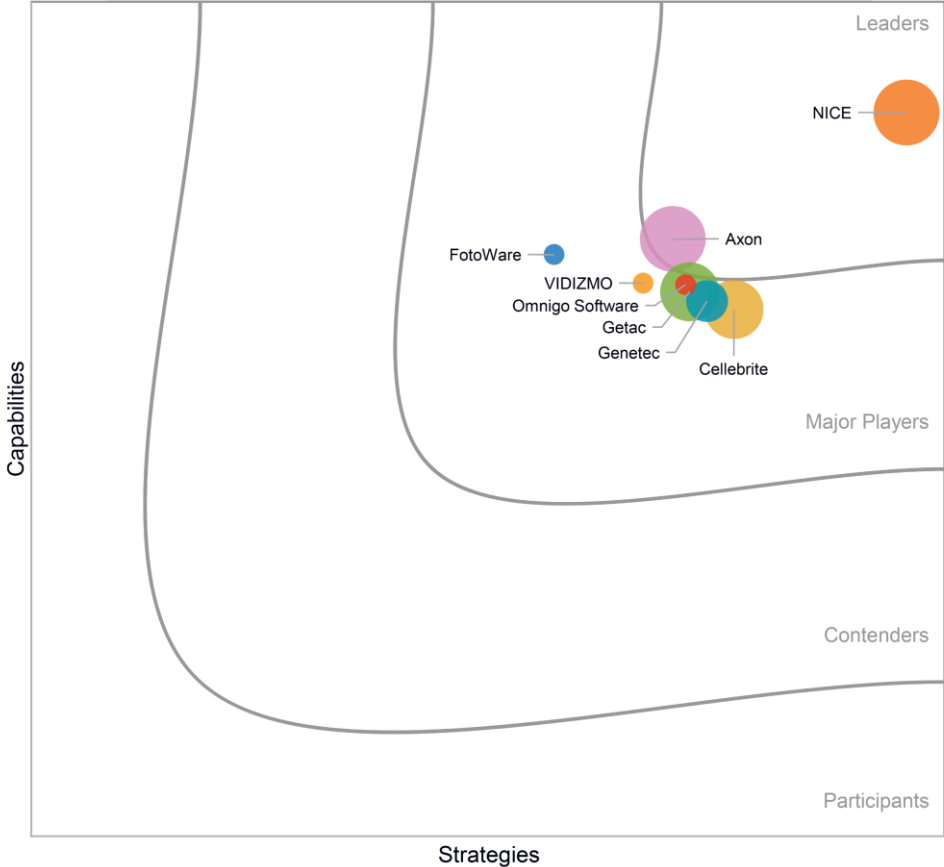 Leaders
NICE
Axon
FotoWare
VIDIZMO
Omnigo Software
Getac
Genetec
Cellebrite
Major Players
Capabilities
Contenders
Participants
Strategies